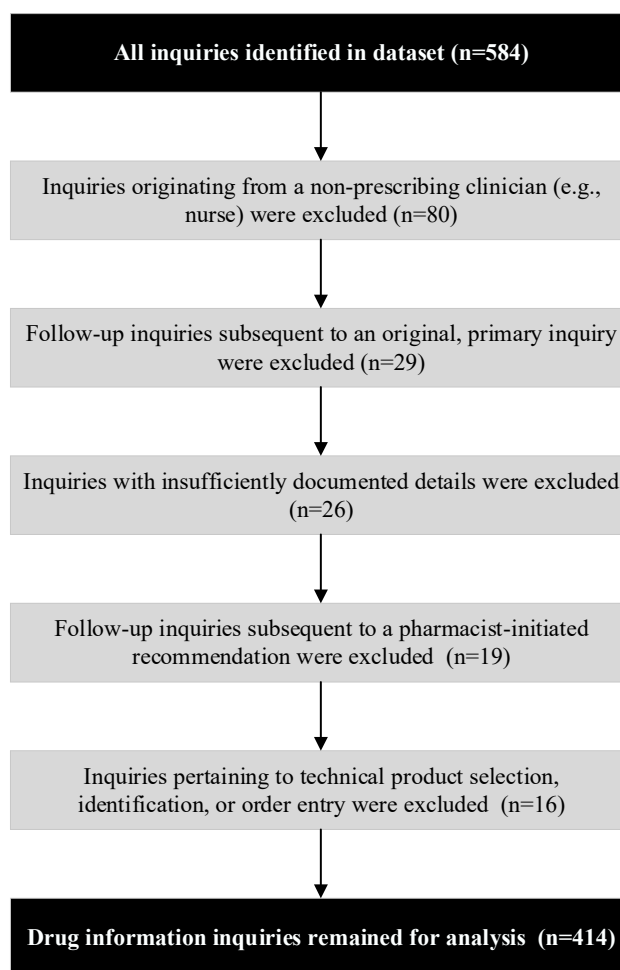 All inquiries identified in dataset (n=584)
Inquiries originating from a non-prescribing clinician (e.g.,
nurse) were excluded (n=80)
Follow-up inquiries subsequent to an original, primary inquiry
were excluded (n=29)
Inquiries with insufficiently documented details were excluded
(n=26)
Follow-up inquiries subsequent to a pharmacist-initiated
recommendation were excluded (n=19)
Inquiries pertaining to technical product selection,
identification, or order entry were excluded (n=16)
Drug information inquiries remained for analysis (n=414)